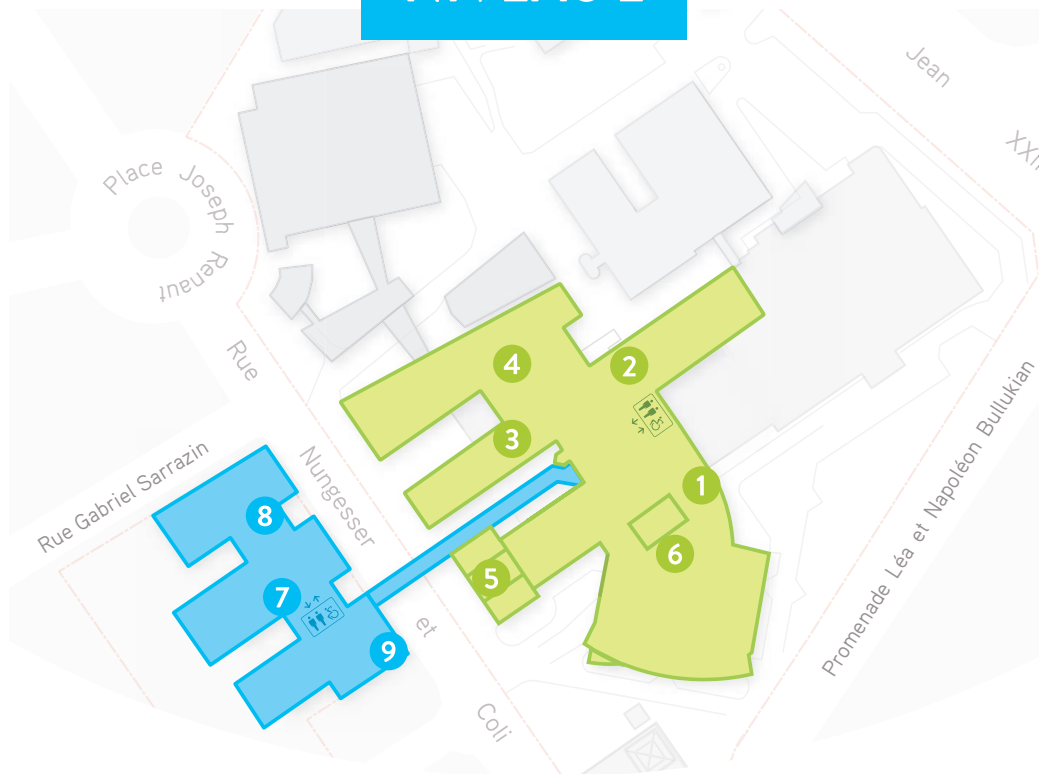 Jean
XXIII
Place Joseph Renaut
4
2
Rue Nungesser et Coli
3
Rue Gabriel Sarrazin
Promenade Léa et Napoléon Bullukian
1
8
6
5
7
9